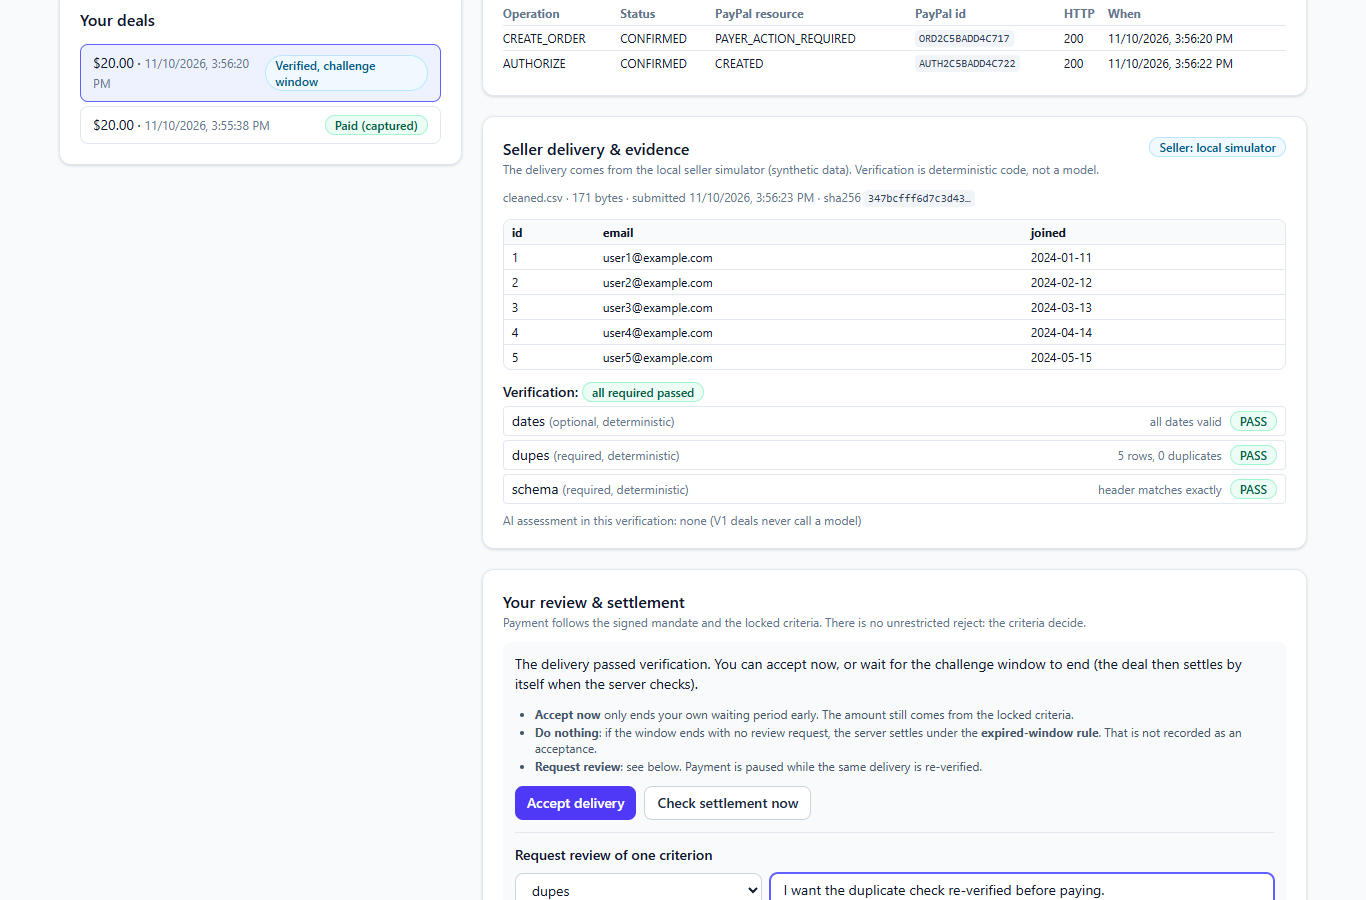 Your deals
$20.00 · 11/10/2026, 3:56:20 PM
Verified, challenge window
$20.00 · 11/10/2026, 3:55:38 PM
Paid (captured)
Operation Status PayPal resource PayPal id HTTP When
CREATE_ORDER CONFIRMED PAYER_ACTION_REQUIRED ORD2C5BADD4C717 200 11/10/2026, 3:56:20 PM
AUTHORIZE CONFIRMED CREATED AUTH2C5BADD4C722 200 11/10/2026, 3:56:22 PM
Seller delivery & evidence
Seller: local simulator
The delivery comes from the local seller simulator (synthetic data). Verification is deterministic code, not a model.
cleaned.csv · 171 bytes · submitted 11/10/2026, 3:56:23 PM · sha256 347bcfff6d7c3d43…
id email joined
1 user1@example.com 2024-01-11
2 user2@example.com 2024-02-12
3 user3@example.com 2024-03-13
4 user4@example.com 2024-04-14
5 user5@example.com 2024-05-15
Verification: all required passed
dates (optional, deterministic) all dates valid PASS
dupes (required, deterministic) 5 rows, 0 duplicates PASS
schema (required, deterministic) header matches exactly PASS
AI assessment in this verification: none (V1 deals never call a model)
Your review & settlement
Payment follows the signed mandate and the locked criteria. There is no unrestricted reject: the criteria decide.
The delivery passed verification. You can accept now, or wait for the challenge window to end (the deal then settles by
itself when the server checks).
• Accept now only ends your own waiting period early. The amount still comes from the locked criteria.
• Do nothing: if the window ends with no review request, the server settles under the expired-window rule. That is not recorded as an
acceptance.
• Request review: see below. Payment is paused while the same delivery is re-verified.
Accept delivery
Check settlement now
Request review of one criterion
dupes
I want the duplicate check re-verified before paying.